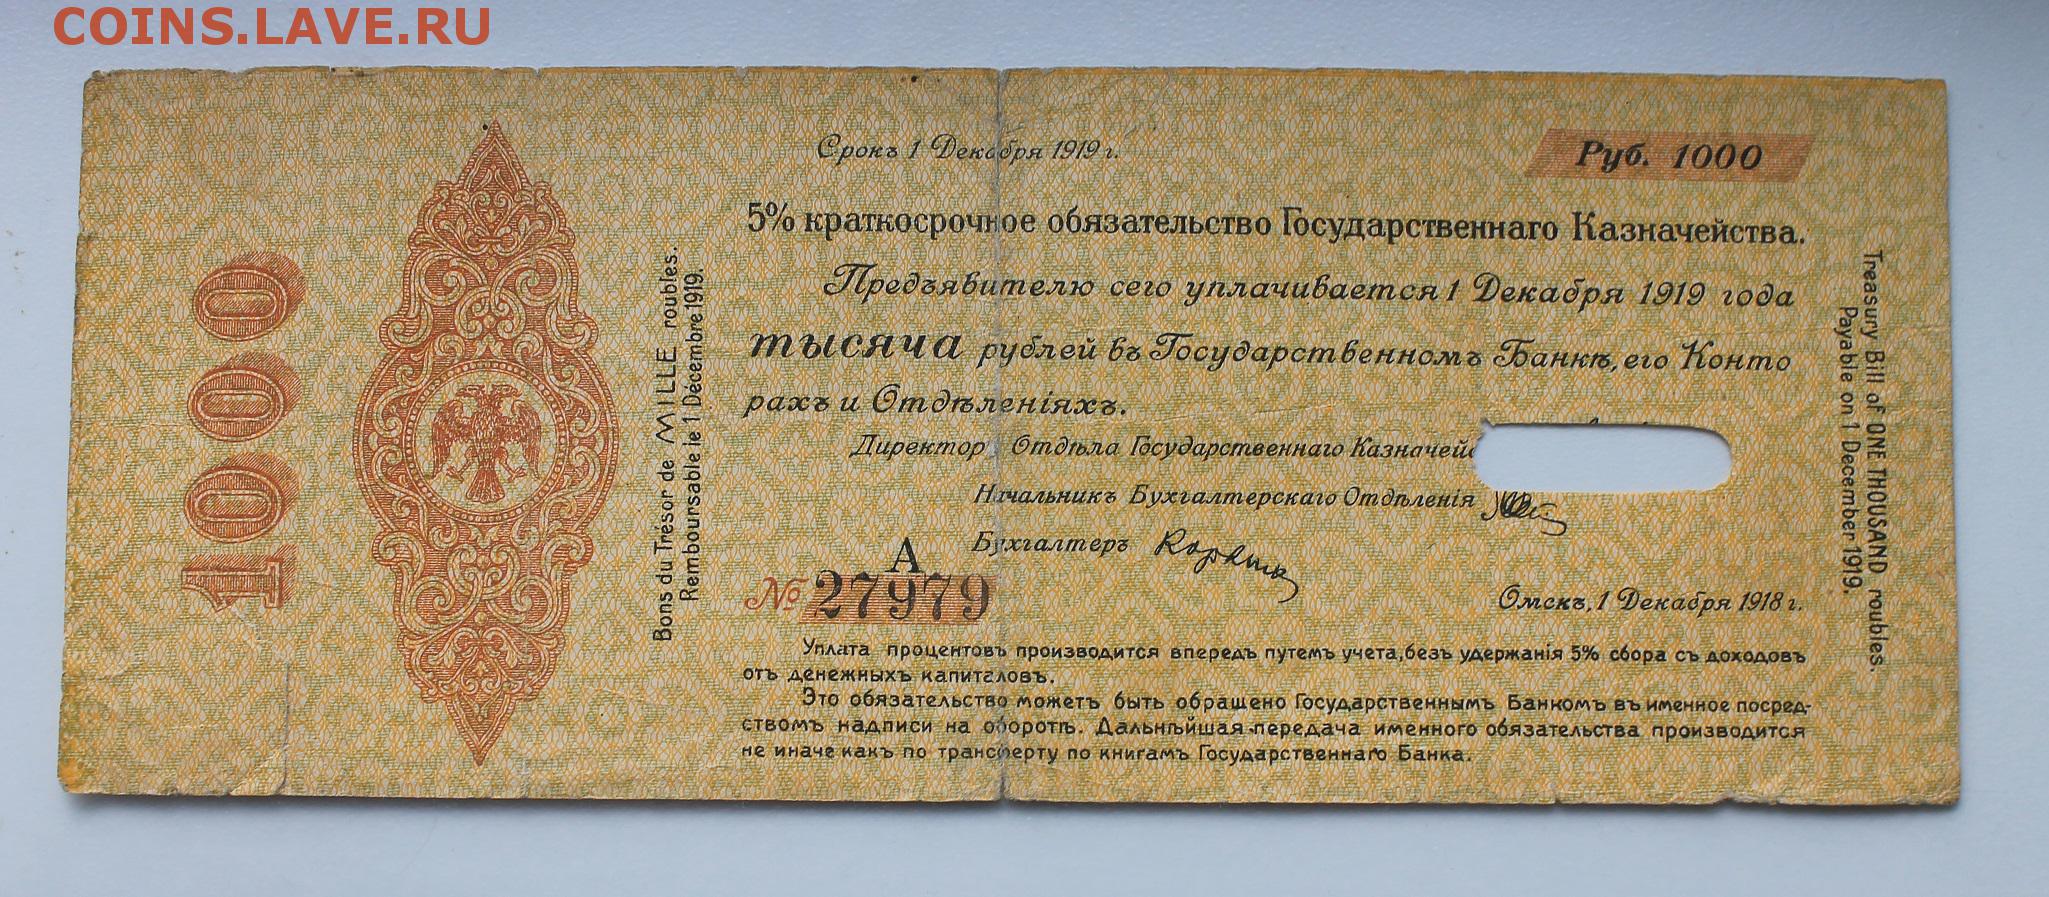 COINS.LAVE.RU
1000
Bons du Trésor de MILLE roubles.
Remboursable le 1 Décembre 1919.
Срокъ 1 Декабря 1919 г.
Руб. 1000
5% краткосрочное обязательство Государственнаго Казначейства.
Предъявителю сего уплачивается 1 Декабря 1919 года
тысяча рублей въ Государственномъ Банкѣ, его Конто
рахъ и Отдѣленіяхъ.
Директоръ Отдѣла Государственнаго
Начальникъ Бухгалтерскаго Отдѣленія
Бухгалтеръ
А
№ 27979
Омскъ, 1 Декабря 1918 г.
Уплата процентовъ производится впередъ путемъ учета, безъ удержанія 5% сбора съ доходовъ
отъ денежныхъ капиталовъ.
Это обязательство можетъ быть обращено Государственнымъ Банкомъ въ именное посред-
ствомъ надписи на оборотѣ. Дальнѣйшая передача именного обязательства производится
не иначе какъ по трансферту по книгамъ Государственнаго Банка.
Treasury Bill of ONE THOUSAND roubles.
Payable on 1 December 1919.